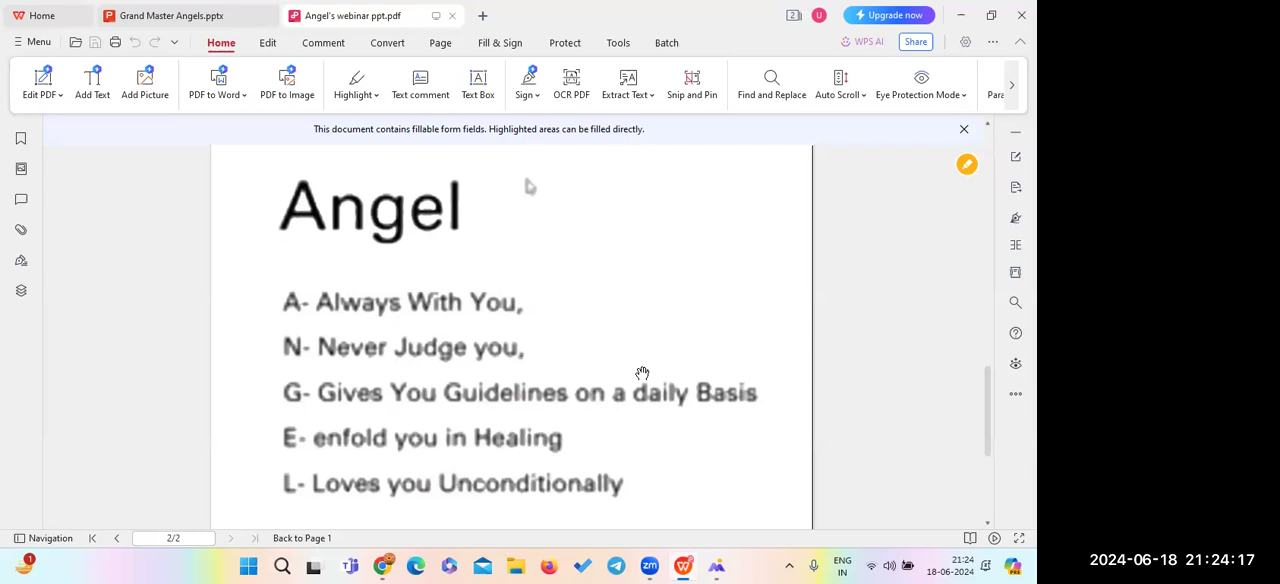 Home
Grand Master Angels.pptx
Angel's webinar ppt.pdf
2
U
Upgrade now
Menu
Home
Edit
Comment
Convert
Page
Fill & Sign
Protect
Tools
Batch
WPS AI
Share
Edit PDF
Add Text
Add Picture
PDF to Word
PDF to Image
Highlight
Text comment
Text Box
Sign
OCR PDF
Extract Text
Snip and Pin
Find and Replace
Auto Scroll
Eye Protection Mode
Para
This document contains fillable form fields. Highlighted areas can be filled directly.
Angel
A- Always With You,
N- Never Judge you,
G- Gives You Guidelines on a daily Basis
E- enfold you in Healing
L- Loves you Unconditionally
Navigation
2/2
Back to Page 1
1
zm
ENG
IN
21:24
18-06-2024
PRE
2024-06-18 21:24:17